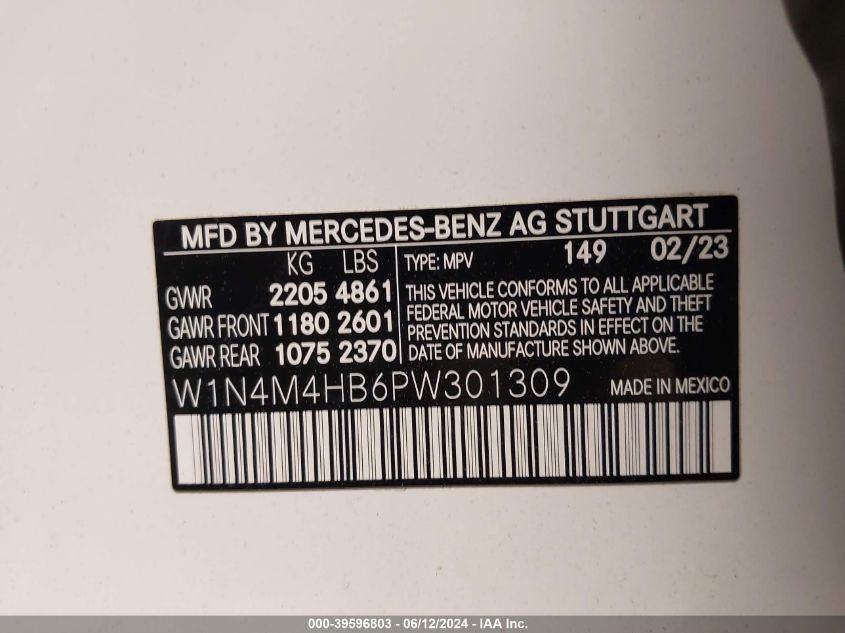 MFD BY MERCEDES-BENZ AG STUTTGART
KG LBS TYPE: MPV 149 02/23
GVWR 2205 4861
GAWR FRONT 1180 2601
GAWR REAR 1075 2370
THIS VEHICLE CONFORMS TO ALL APPLICABLE
FEDERAL MOTOR VEHICLE SAFETY AND THEFT
PREVENTION STANDARDS IN EFFECT ON THE
DATE OF MANUFACTURE SHOWN ABOVE.
W1N4M4HB6PW301309 MADE IN MEXICO
000-39596803 - 06/12/2024 - IAA Inc.